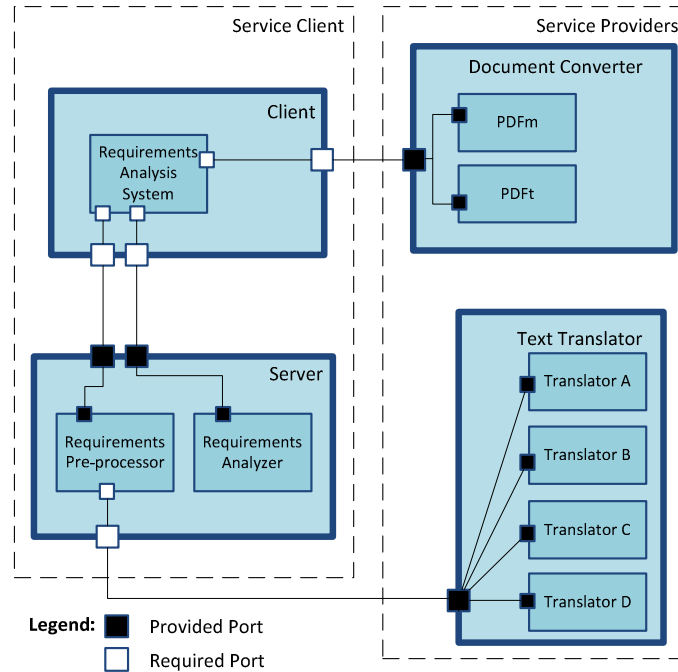 Service Client
Service Providers
Client
Requirements
Analysis
System
Document Converter
PDFm
PDFt
Server
Requirements
Pre-processor
Requirements
Analyzer
Text Translator
Translator A
Translator B
Translator C
Translator D
Legend:
Provided Port
Required Port